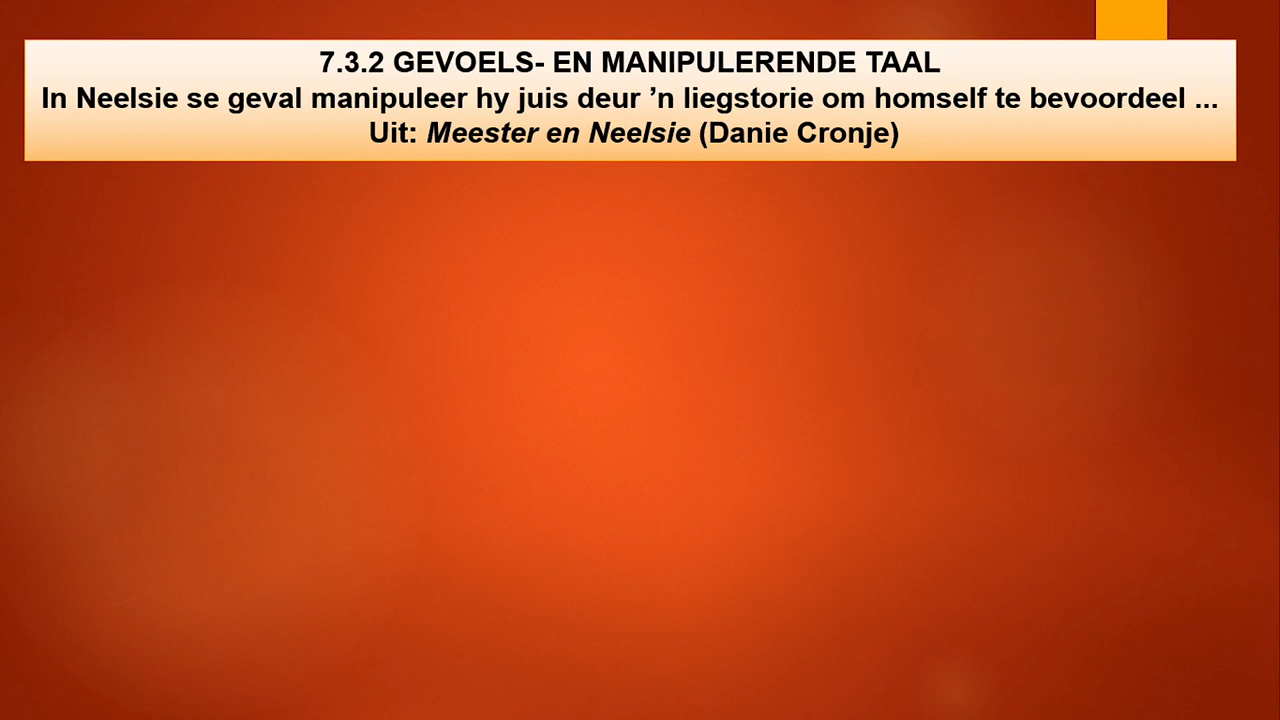 7.3.2 GEVOELS- EN MANIPULERENDE TAAL
In Neelsie se geval manipuleer hy juis deur ’n liegstorie om homself te bevoordeel ...
Uit: Meester en Neelsie (Danie Cronje)